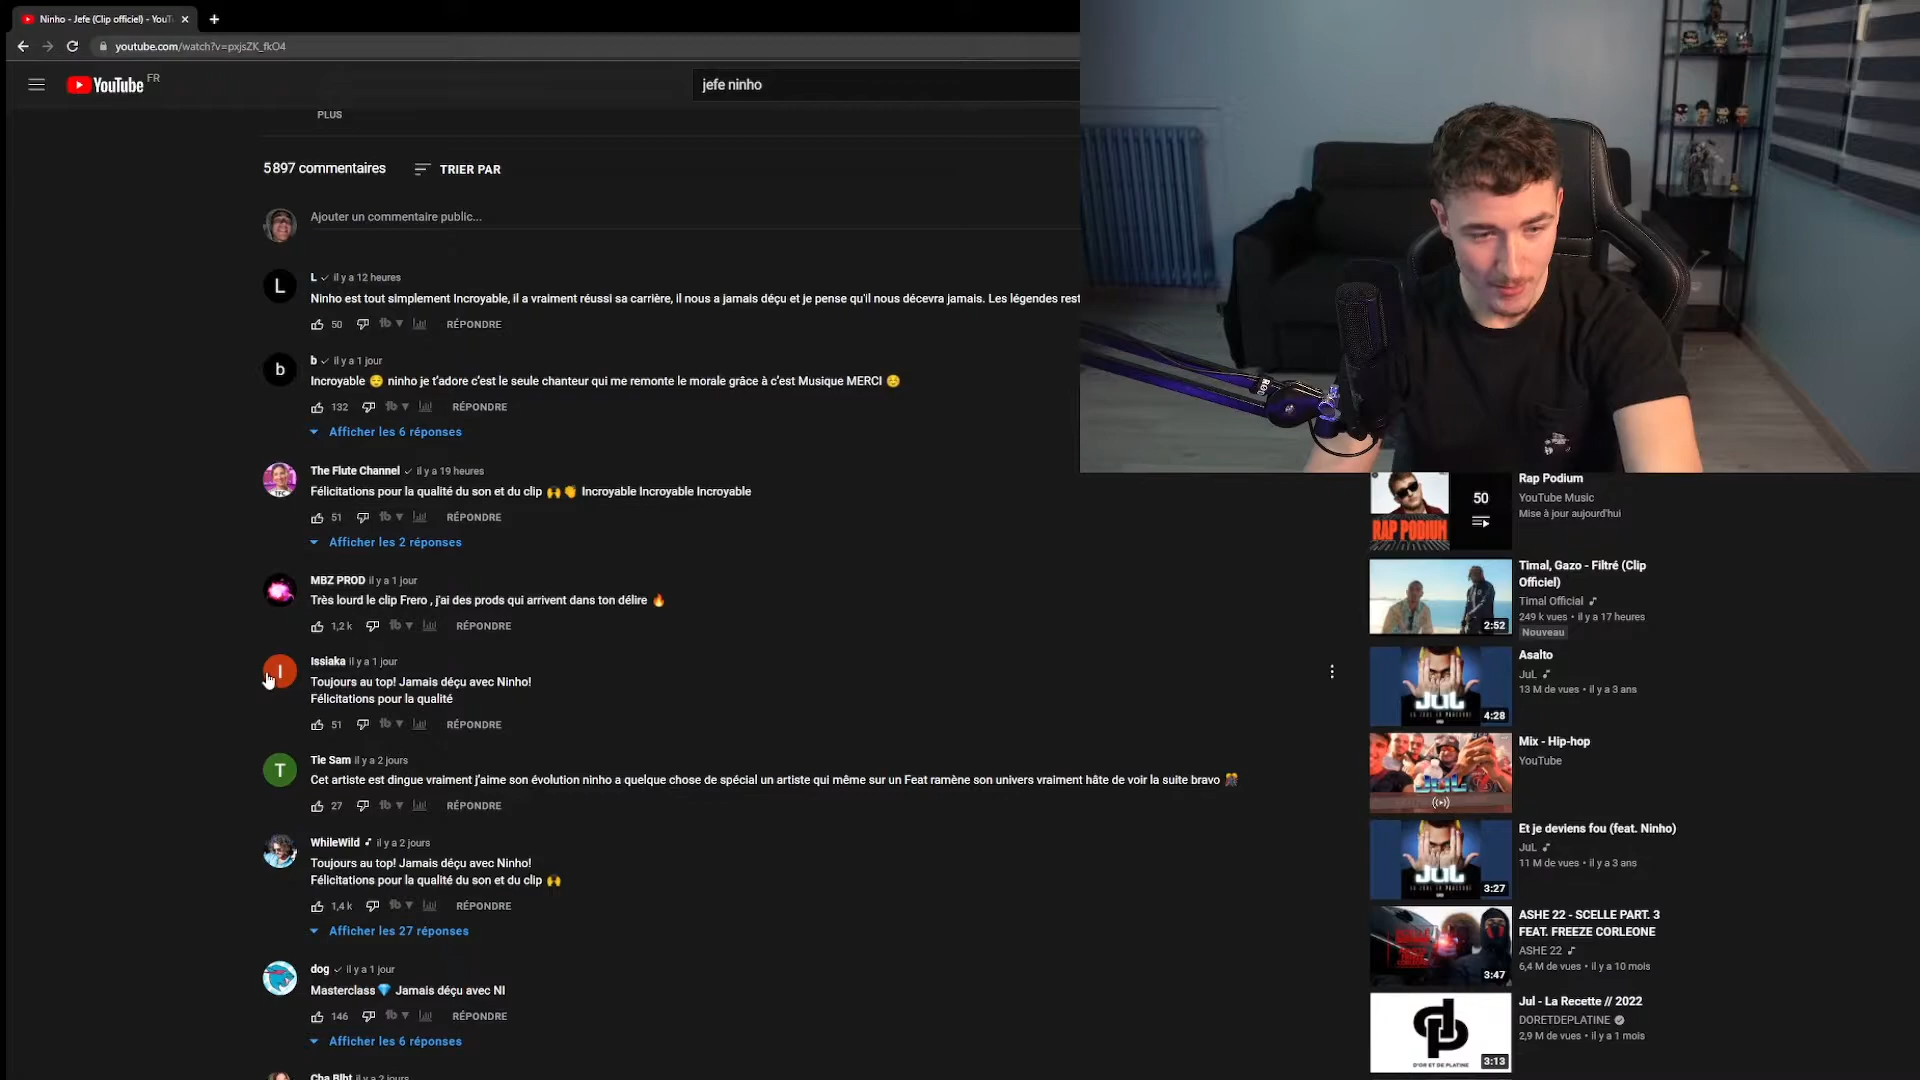 Ninho - Jefe (Clip officiel) - YouT
youtube.com/watch?v=pxjsZK_fkO4
YouTube FR
jefe ninho
PLUS
5 897 commentaires
TRIER PAR
Ajouter un commentaire public...
L
L il y a 12 heures
Ninho est tout simplement Incroyable, il a vraiment réussi sa carrière, il nous a jamais déçu et je pense qu'il nous décevra jamais. Les légendes rest
50 RÉPONDRE
b
b il y a 1 jour
Incroyable 😌 ninho je t'adore c'est le seule chanteur qui me remonte le morale grâce à c'est Musique MERCI ☺️
132 RÉPONDRE
Afficher les 6 réponses
The Flute Channel il y a 19 heures
TFC
Félicitations pour la qualité du son et du clip 🙌👏 Incroyable Incroyable Incroyable
51 RÉPONDRE
Afficher les 2 réponses
MBZ PROD il y a 1 jour
Très lourd le clip Frero , j'ai des prods qui arrivent dans ton délire 🔥
1,2 k RÉPONDRE
I
Issiaka il y a 1 jour
Toujours au top! Jamais déçu avec Ninho!
Félicitations pour la qualité
51 RÉPONDRE
T
Tie Sam il y a 2 jours
Cet artiste est dingue vraiment j'aime son évolution ninho a quelque chose de spécial un artiste qui même sur un Feat ramène son univers vraiment hâte de voir la suite bravo 🎊
27 RÉPONDRE
WhileWild il y a 2 jours
Toujours au top! Jamais déçu avec Ninho!
Félicitations pour la qualité du son et du clip 🙌
1,4 k RÉPONDRE
Afficher les 27 réponses
dog il y a 1 jour
Masterclass💎 Jamais déçu avec NI
146 RÉPONDRE
Afficher les 6 réponses
Cha Blht il y a 2 jours
RAP PODIUM
50
Rap Podium
YouTube Music
Mise à jour aujourd'hui
2:52
Timal, Gazo - Filtré (Clip
Officiel)
Timal Official
249 k vues • il y a 17 heures
Nouveau
JUL
4:28
Asalto
JuL
13 M de vues • il y a 3 ans
JUL
Mix - Hip-hop
YouTube
JUL
3:27
Et je deviens fou (feat. Ninho)
JuL
11 M de vues • il y a 3 ans
3:47
ASHE 22 - SCELLE PART. 3
FEAT. FREEZE CORLEONE
ASHE 22
6,4 M de vues • il y a 10 mois
D'OR ET DE PLATINE
3:13
Jul - La Recette // 2022
DORETDEPLATINE
2,9 M de vues • il y a 1 mois